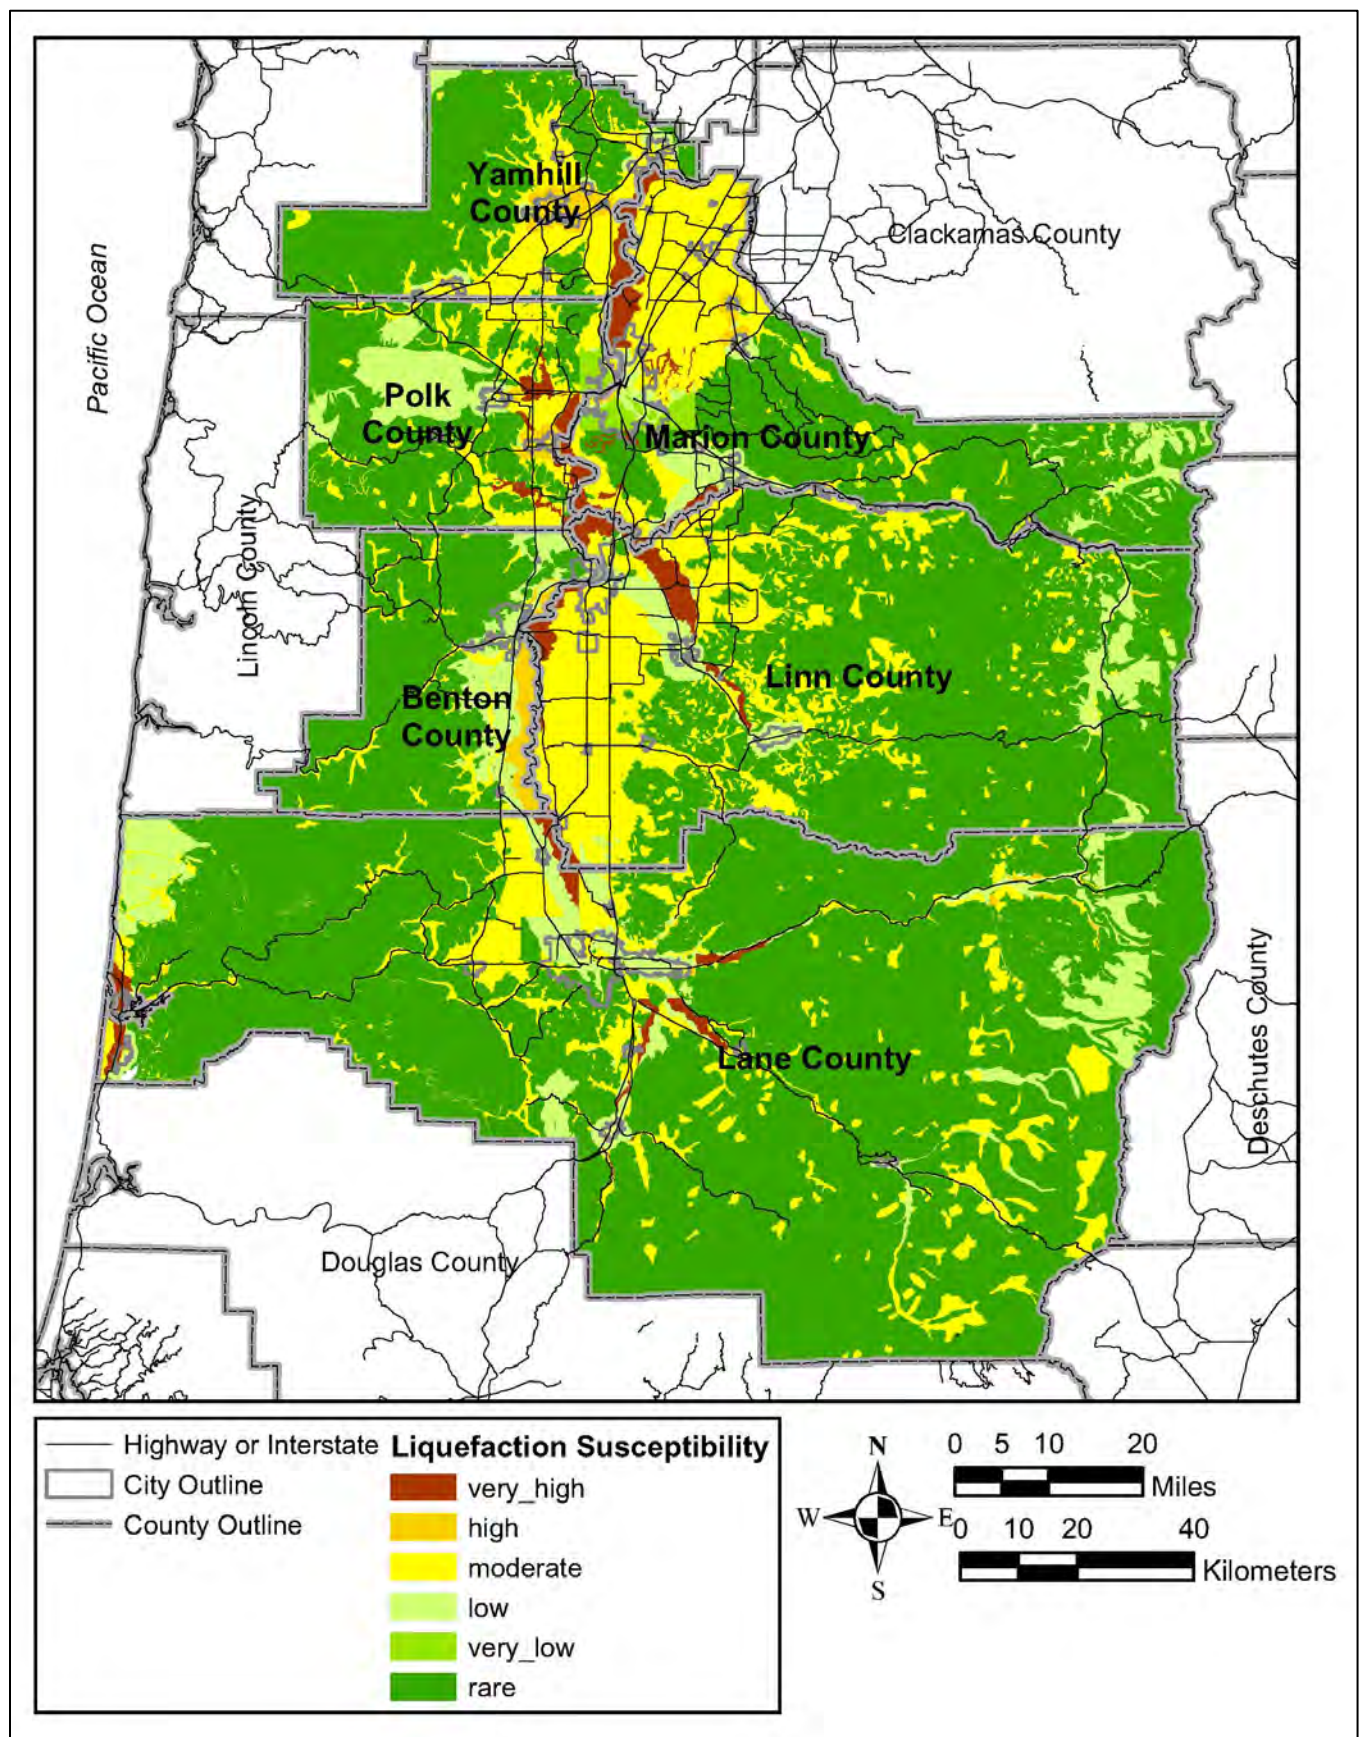 Yamhill
County
Clackamas County
Pacific Ocean
Polk
County
Marion County
Lincoln County
Linn County
Benton
County
Deschutes County
Lane County
Douglas County
Highway or Interstate
City Outline
County Outline
Liquefaction Susceptibility
very_high
high
moderate
low
very_low
rare
N
W
E
S
0 5 10 20
Miles
0 10 20 40
Kilometers